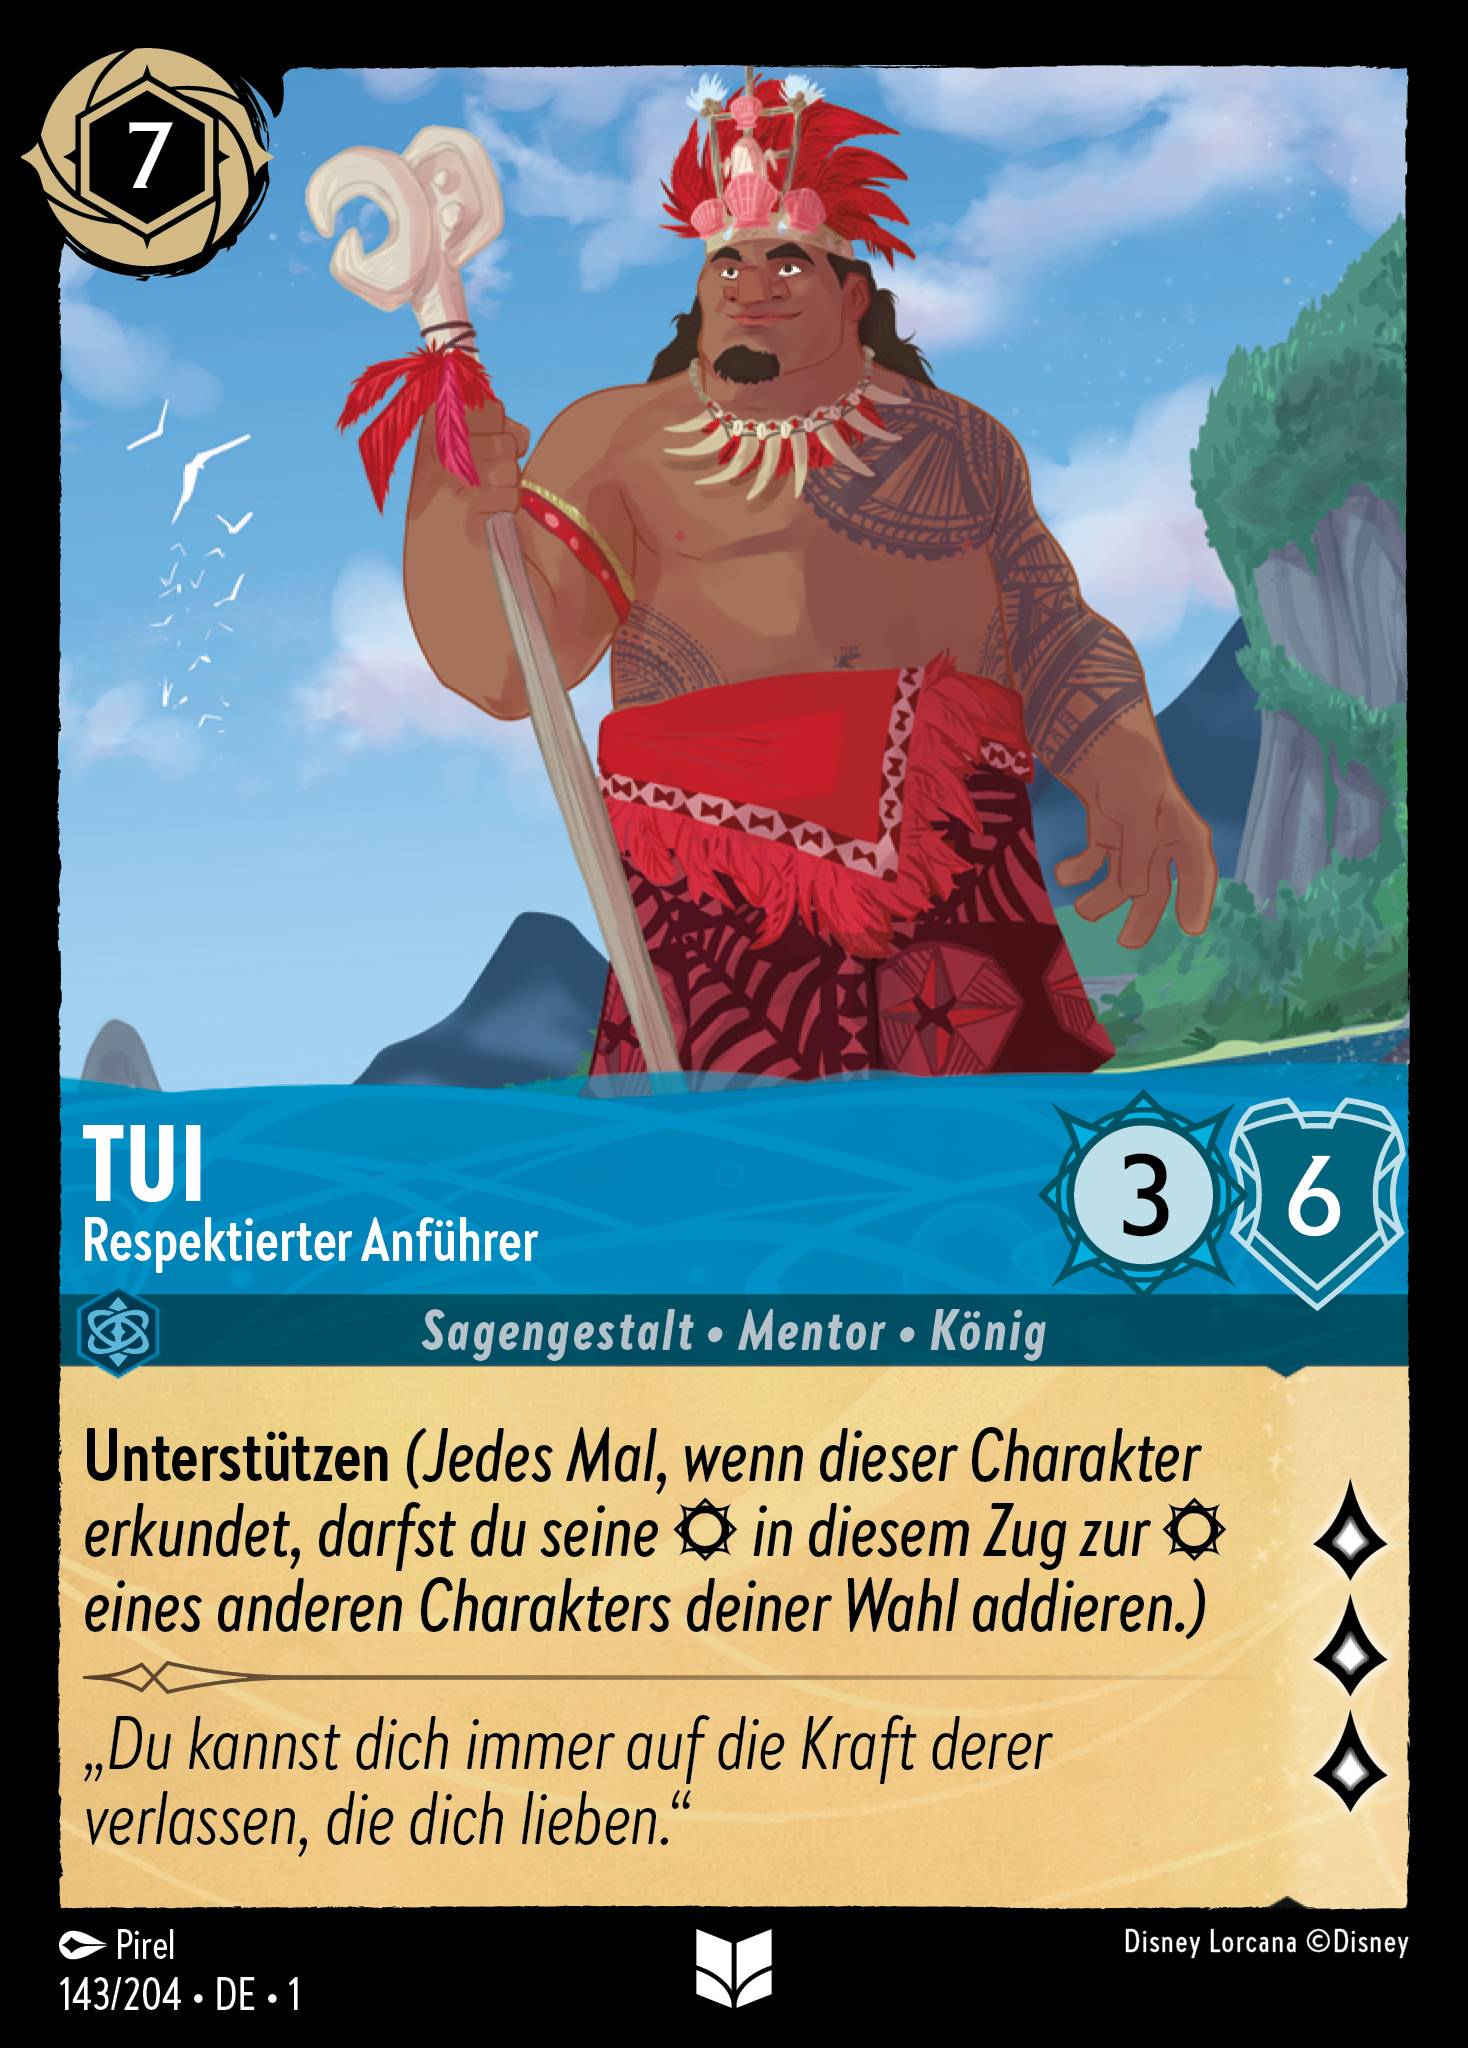 7
TUI
Respektierter Anführer
3
6
Sagengestalt • Mentor • König
Unterstützen (Jedes Mal, wenn dieser Charakter
erkundet, darfst du seine in diesem Zug zur
eines anderen Charakters deiner Wahl addieren.)
„Du kannst dich immer auf die Kraft derer
verlassen, die dich lieben.“
Pirel
Disney Lorcana ©Disney
143/204 • DE • 1